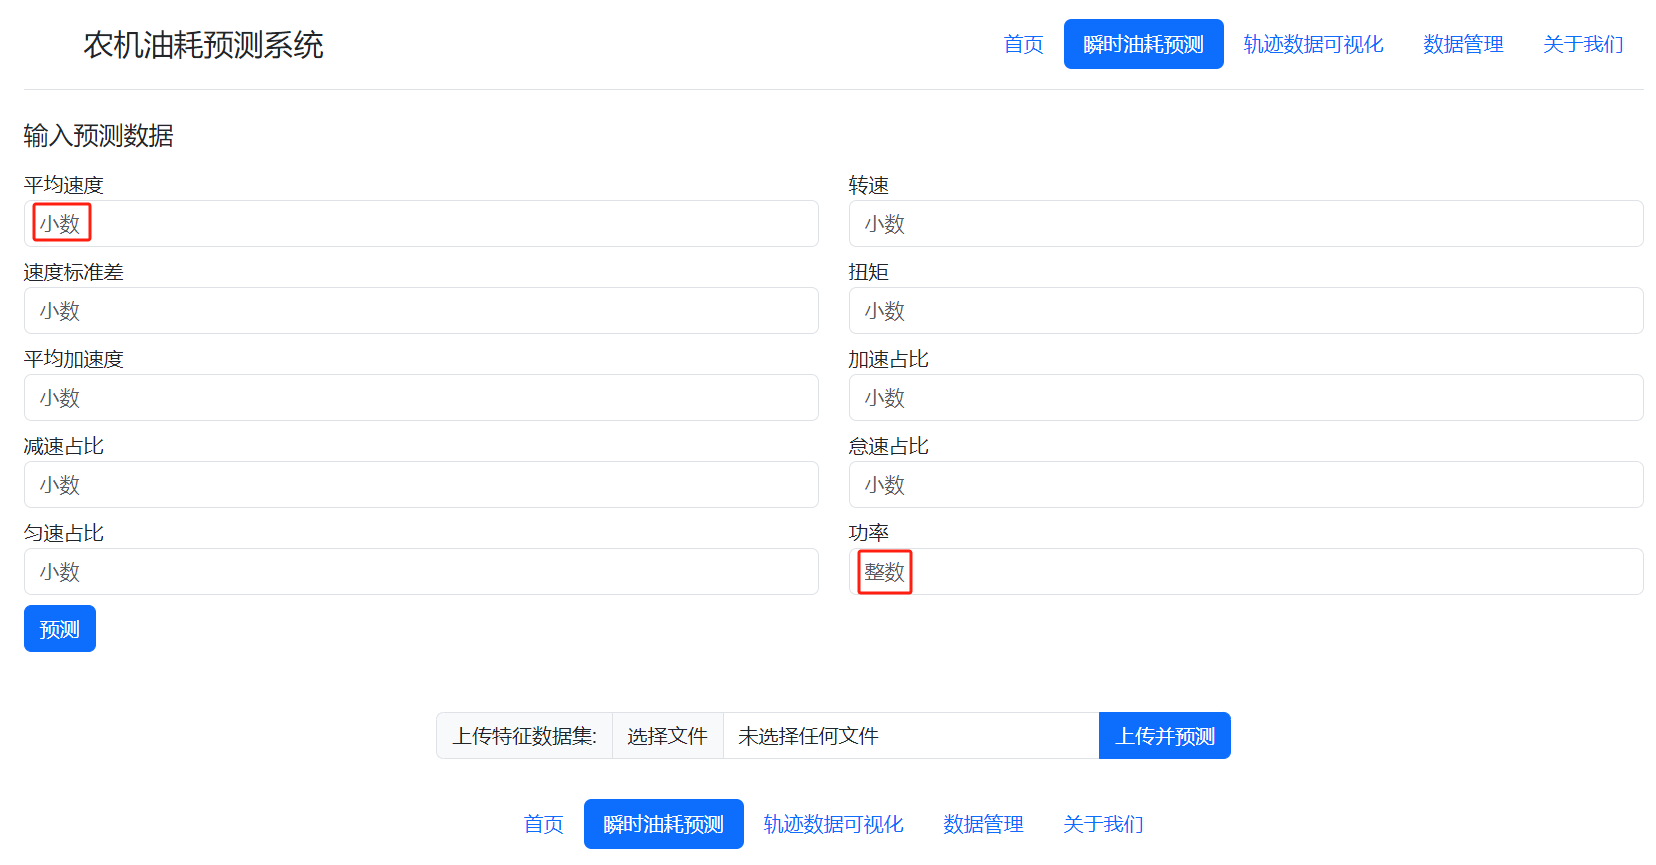 农机油耗预测系统
首页 瞬时油耗预测 轨迹数据可视化 数据管理 关于我们
输入预测数据
平均速度 转速
小数 小数
速度标准差 扭矩
小数 小数
平均加速度 加速占比
小数 小数
减速占比 怠速占比
小数 小数
匀速占比 功率
小数 整数
预测
上传特征数据集: 选择文件 未选择任何文件 上传并预测
首页 瞬时油耗预测 轨迹数据可视化 数据管理 关于我们